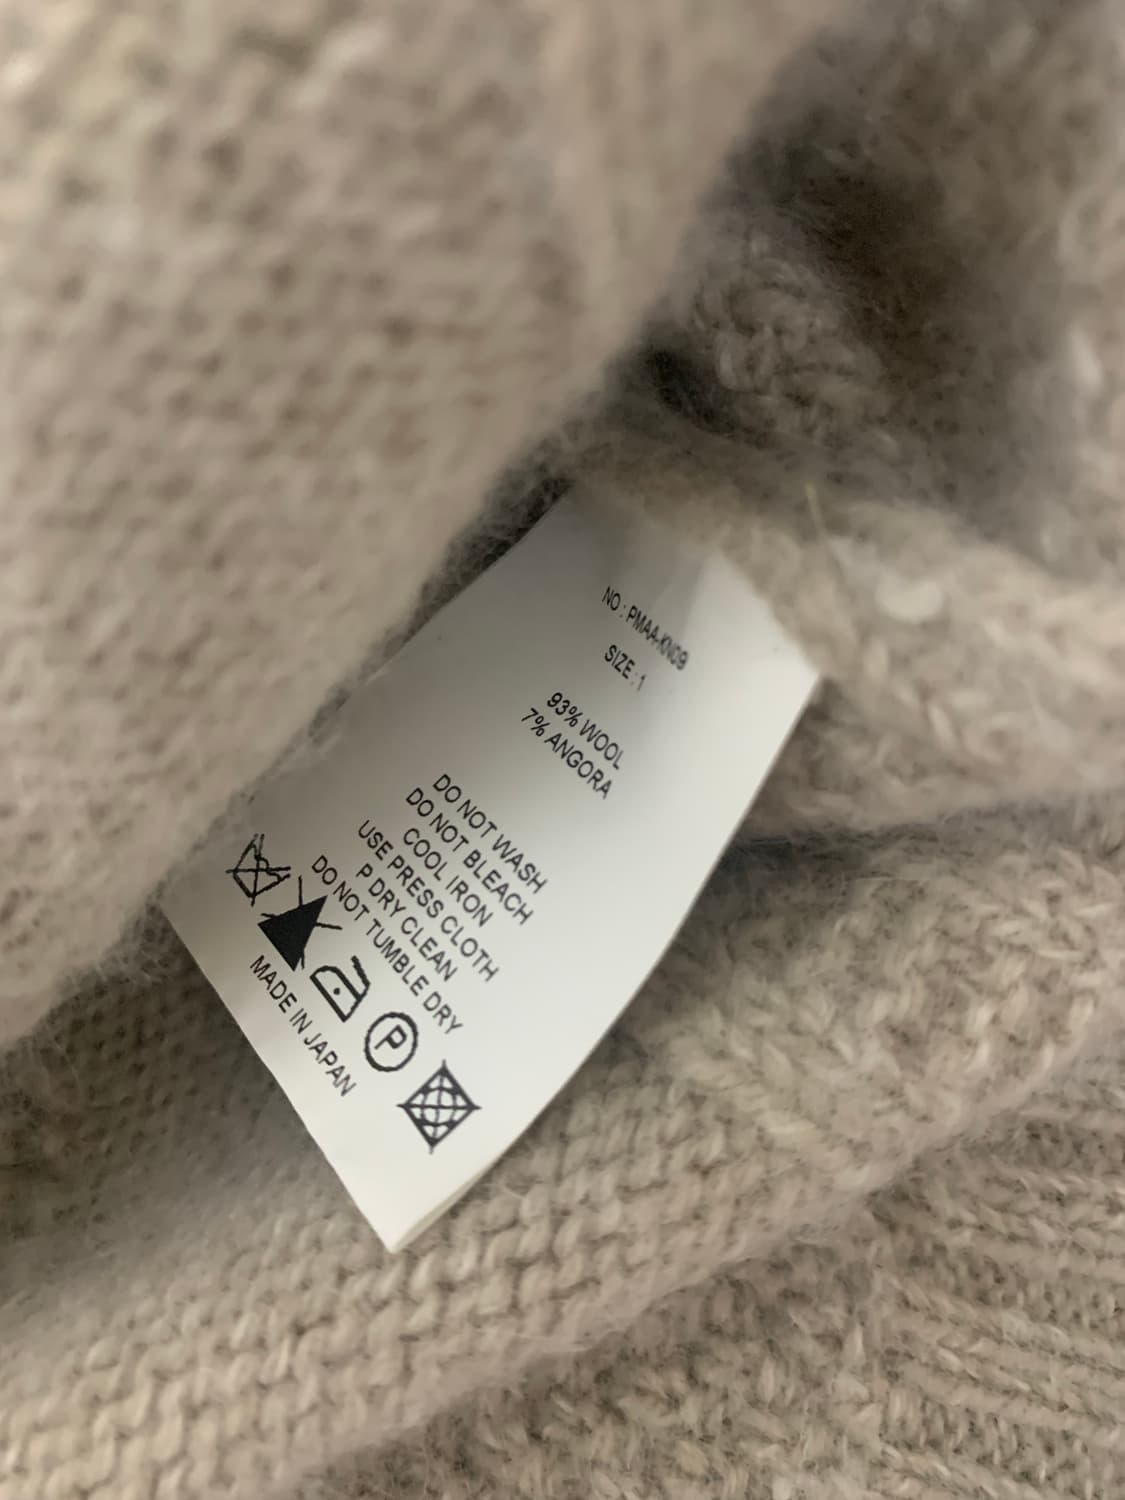 NO : PMAA-KN09
SIZE : 1
93% WOOL
7% ANGORA
DO NOT WASH
DO NOT BLEACH
COOL IRON
USE PRESS CLOTH
P DRY CLEAN
DO NOT TUMBLE DRY
P
MADE IN JAPAN